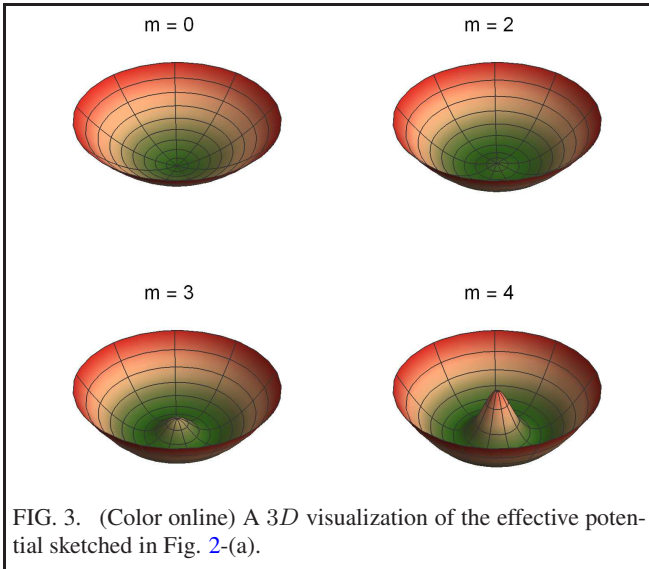 m = 0
m = 2
m = 3
m = 4
FIG. 3. (Color online) A 3D visualization of the effective poten-
tial sketched in Fig. 2-(a).